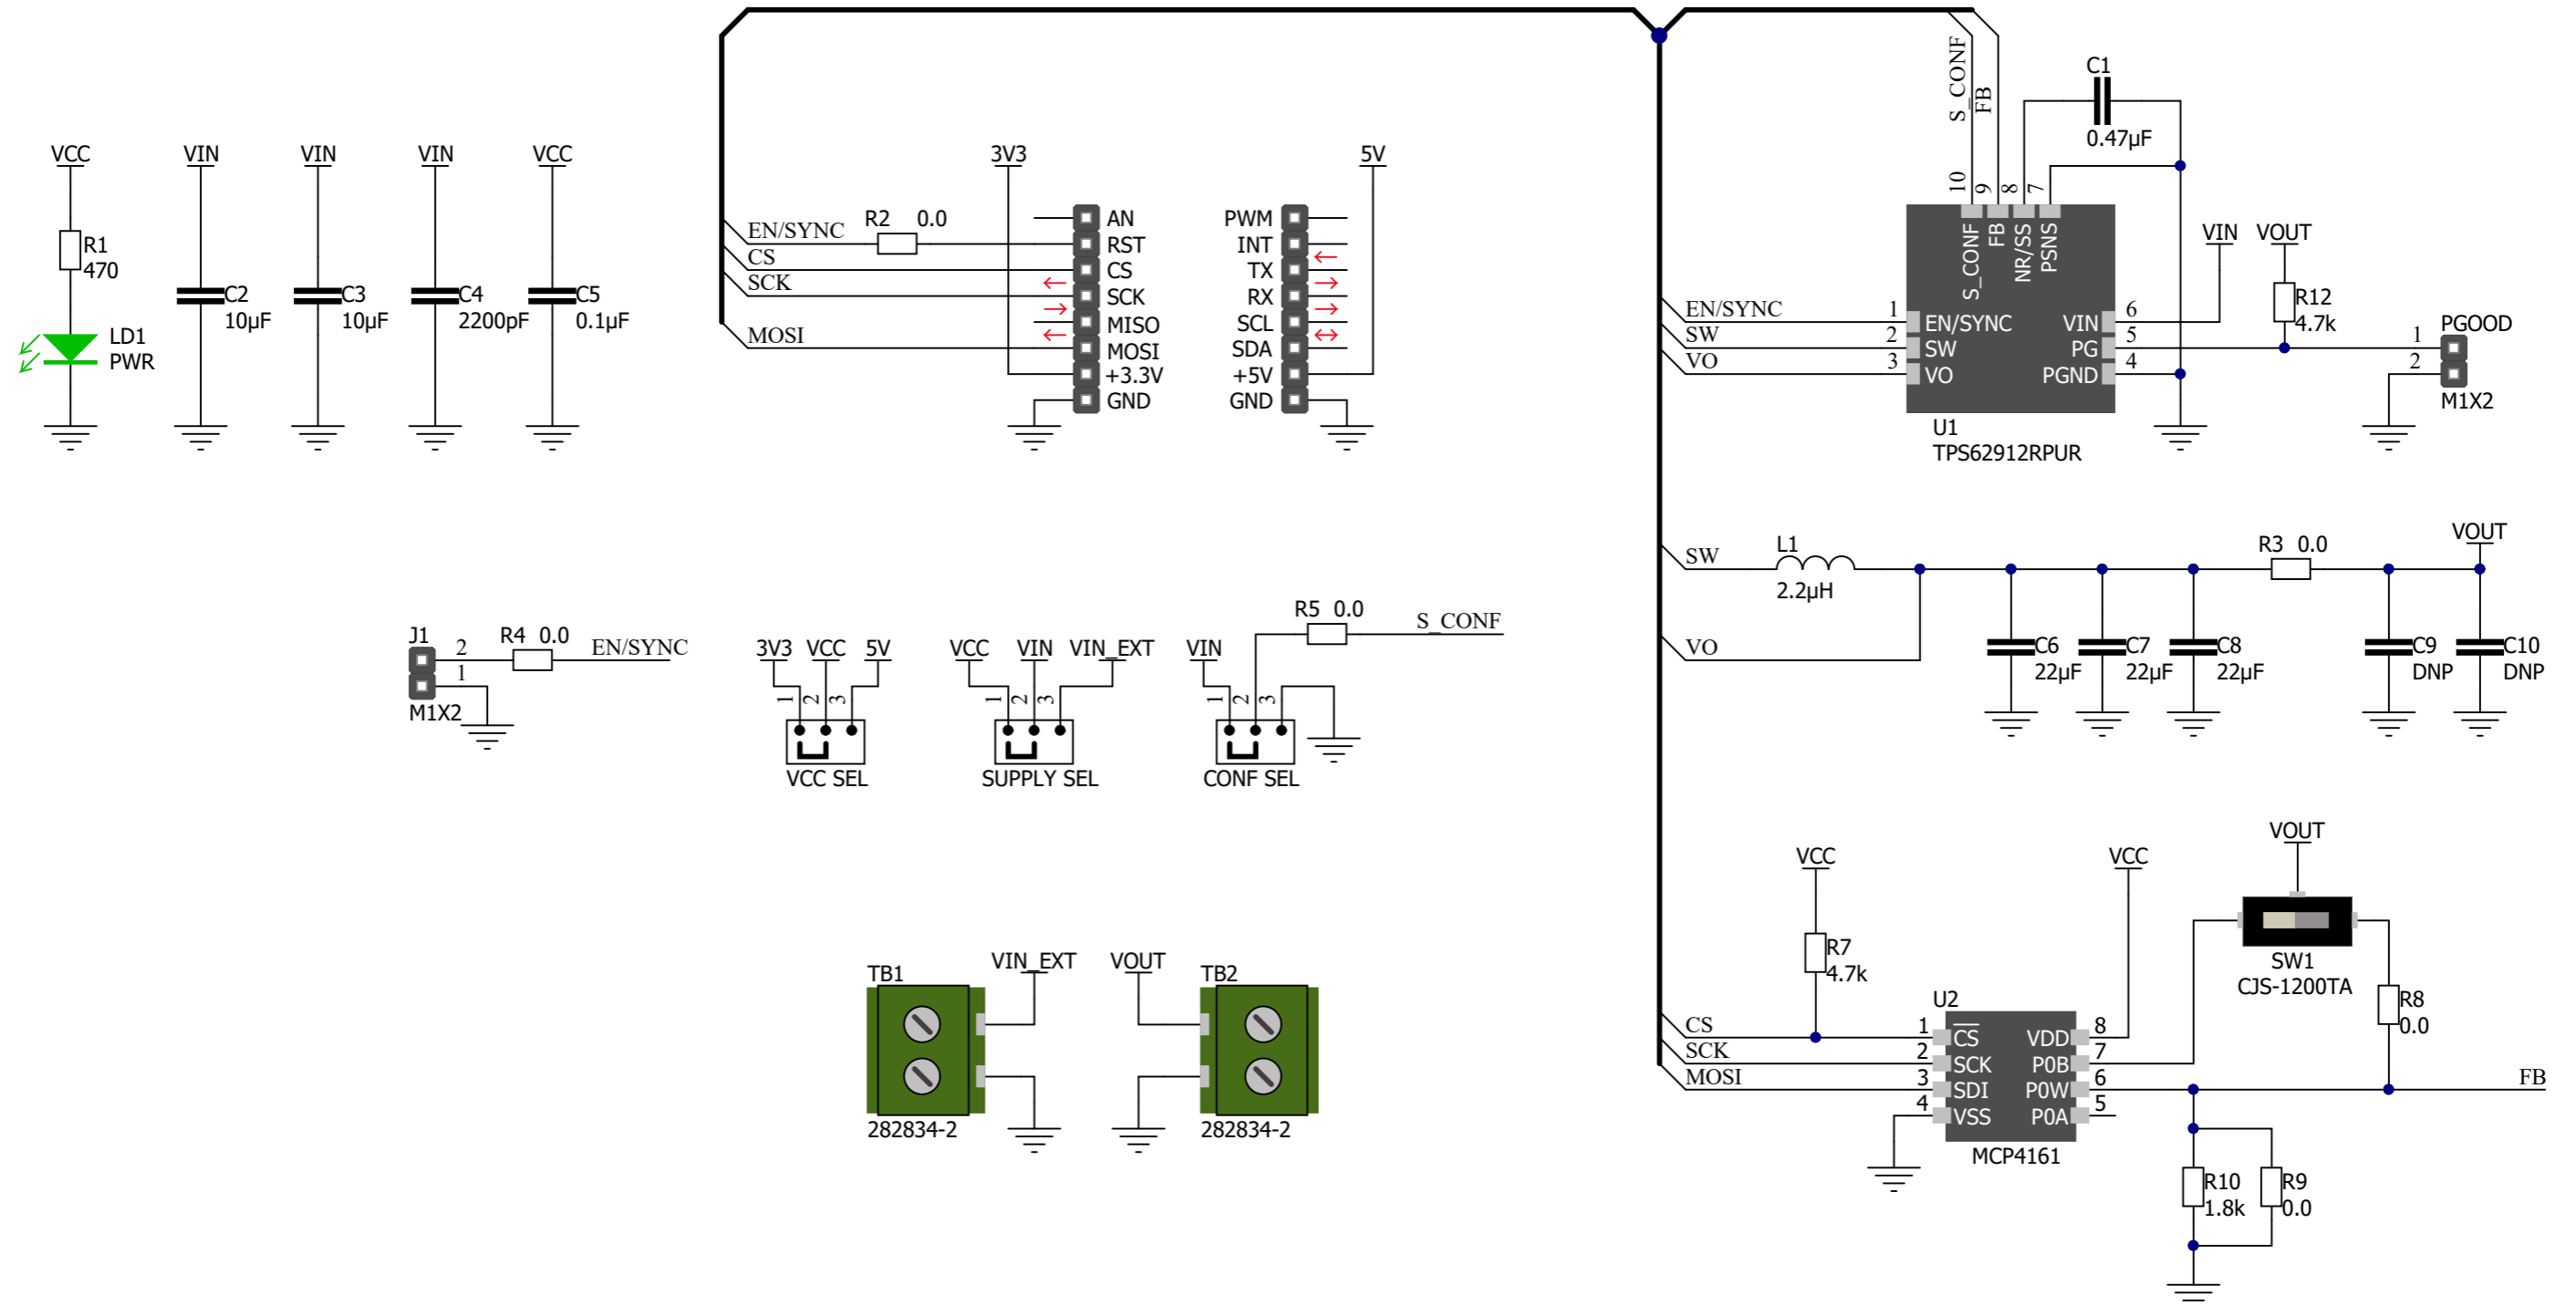 VCC
R1
470
LD1
PWR
VIN
C2
10µF
VIN
C3
10µF
VIN
C4
2200pF
VCC
C5
0.1µF
EN/SYNC
R2 0.0
CS
SCK
MOSI
3V3
AN
RST
CS
SCK
MISO
MOSI
+3.3V
GND
5V
PWM
INT
TX
RX
SCL
SDA
+5V
GND
S_CONF
FB
C1
0.47µF
10
9
8
7
S_CONF
FB
NR/SS
PSNS
EN/SYNC
SW
VO
1
2
3
EN/SYNC
SW
VO
VIN
PG
PGND
6
5
4
U1
TPS62912RPUR
VIN
VOUT
R12
4.7k
1
2
PGOOD
M1X2
J1
2
1
M1X2
R4 0.0
EN/SYNC
3V3 VCC 5V
1
2
3
VCC SEL
VCC VIN VIN_EXT
1
2
3
SUPPLY SEL
VIN
R5 0.0
S_CONF
1
2
3
CONF SEL
SW
L1
2.2µH
VO
C6
22µF
C7
22µF
C8
22µF
R3 0.0
VOUT
C9
DNP
C10
DNP
TB1
VIN_EXT
282834-2
VOUT
TB2
282834-2
VCC
R7
4.7k
CS
SCK
MOSI
1
2
3
4
U2
CS
SCK
SDI
VSS
VDD
P0B
P0W
P0A
8
7
6
5
MCP4161
VCC
VOUT
SW1
CJS-1200TA
R8
0.0
FB
R10
1.8k
R9
0.0